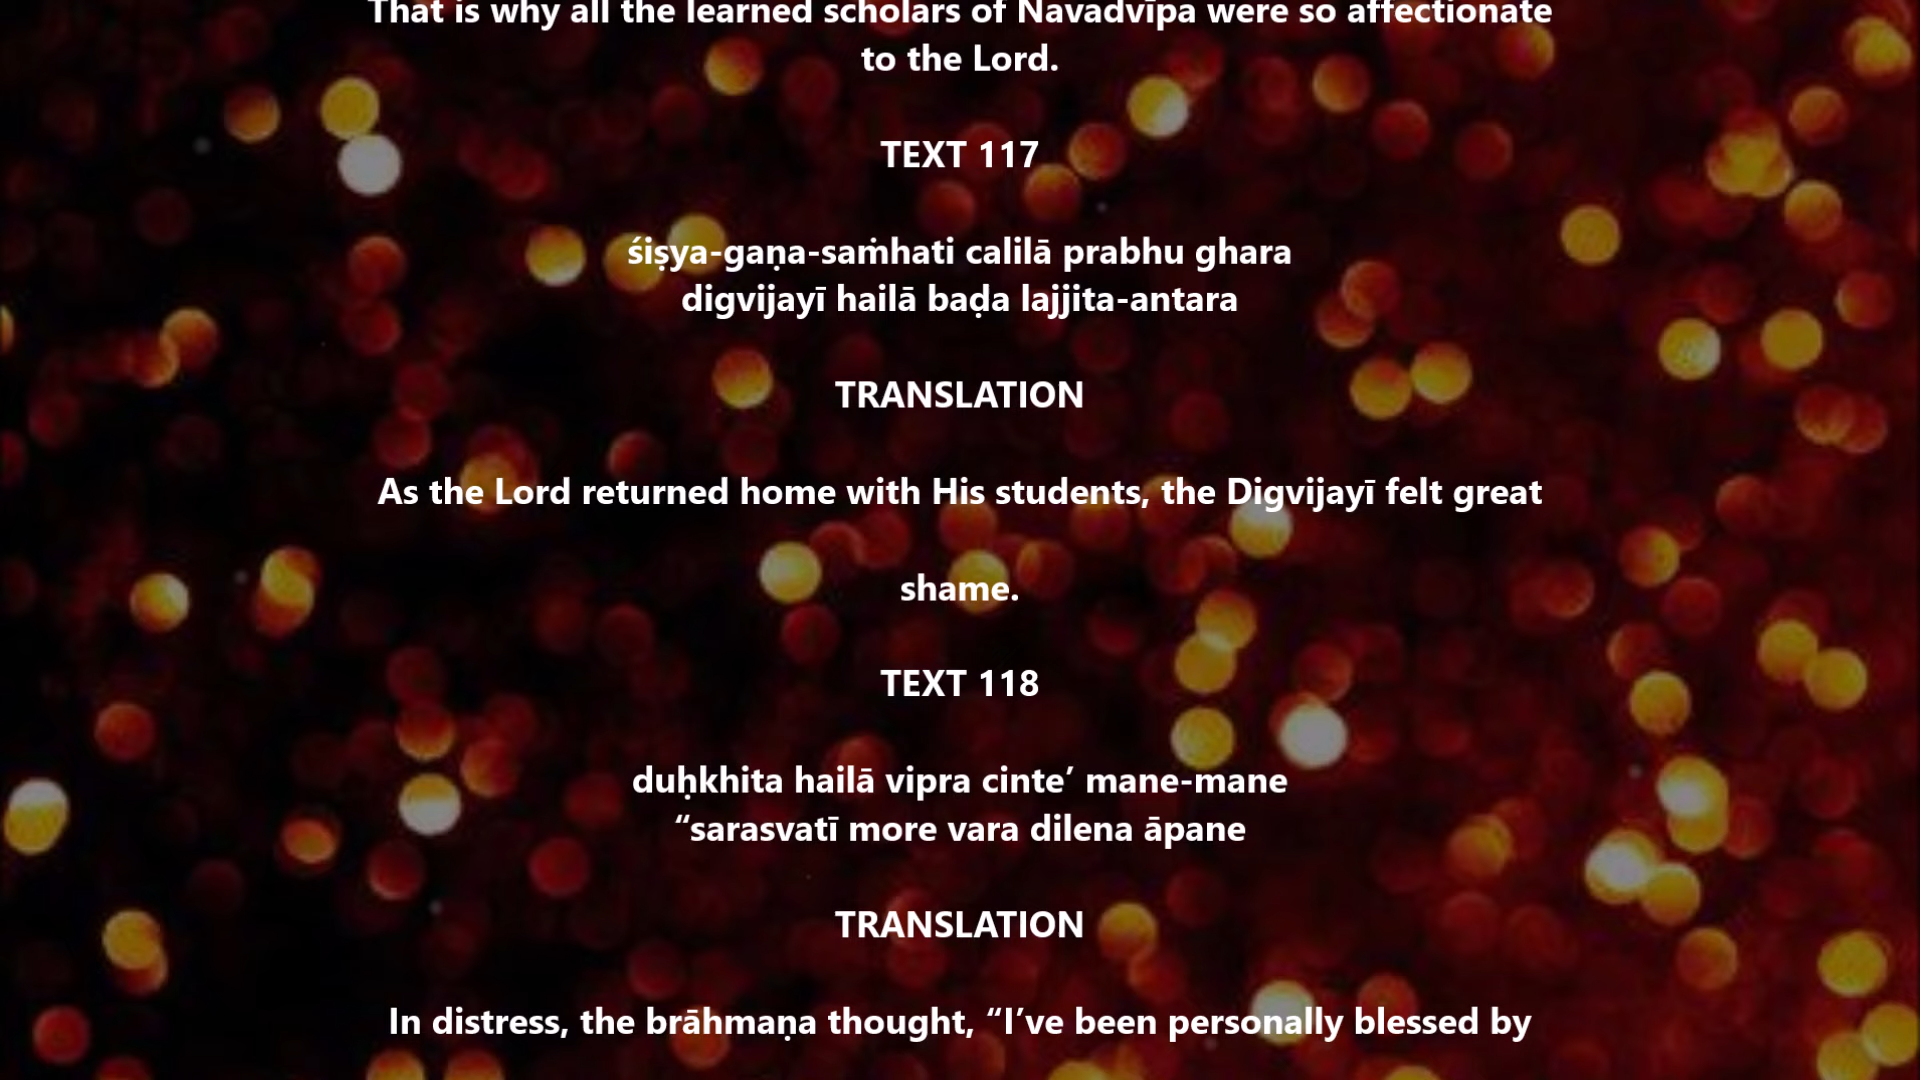 That is why all the learned scholars of Navadvīpa were so affectionate
to the Lord.
TEXT 117
śiṣya-gaṇa-saṁhati calilā prabhu ghara
digvijayī hailā baḍa lajjita-antara
TRANSLATION
As the Lord returned home with His students, the Digvijayī felt great
shame.
TEXT 118
duḥkhita hailā vipra cinte’ mane-mane
“sarasvatī more vara dilena āpane
TRANSLATION
In distress, the brāhmaṇa thought, “I’ve been personally blessed by